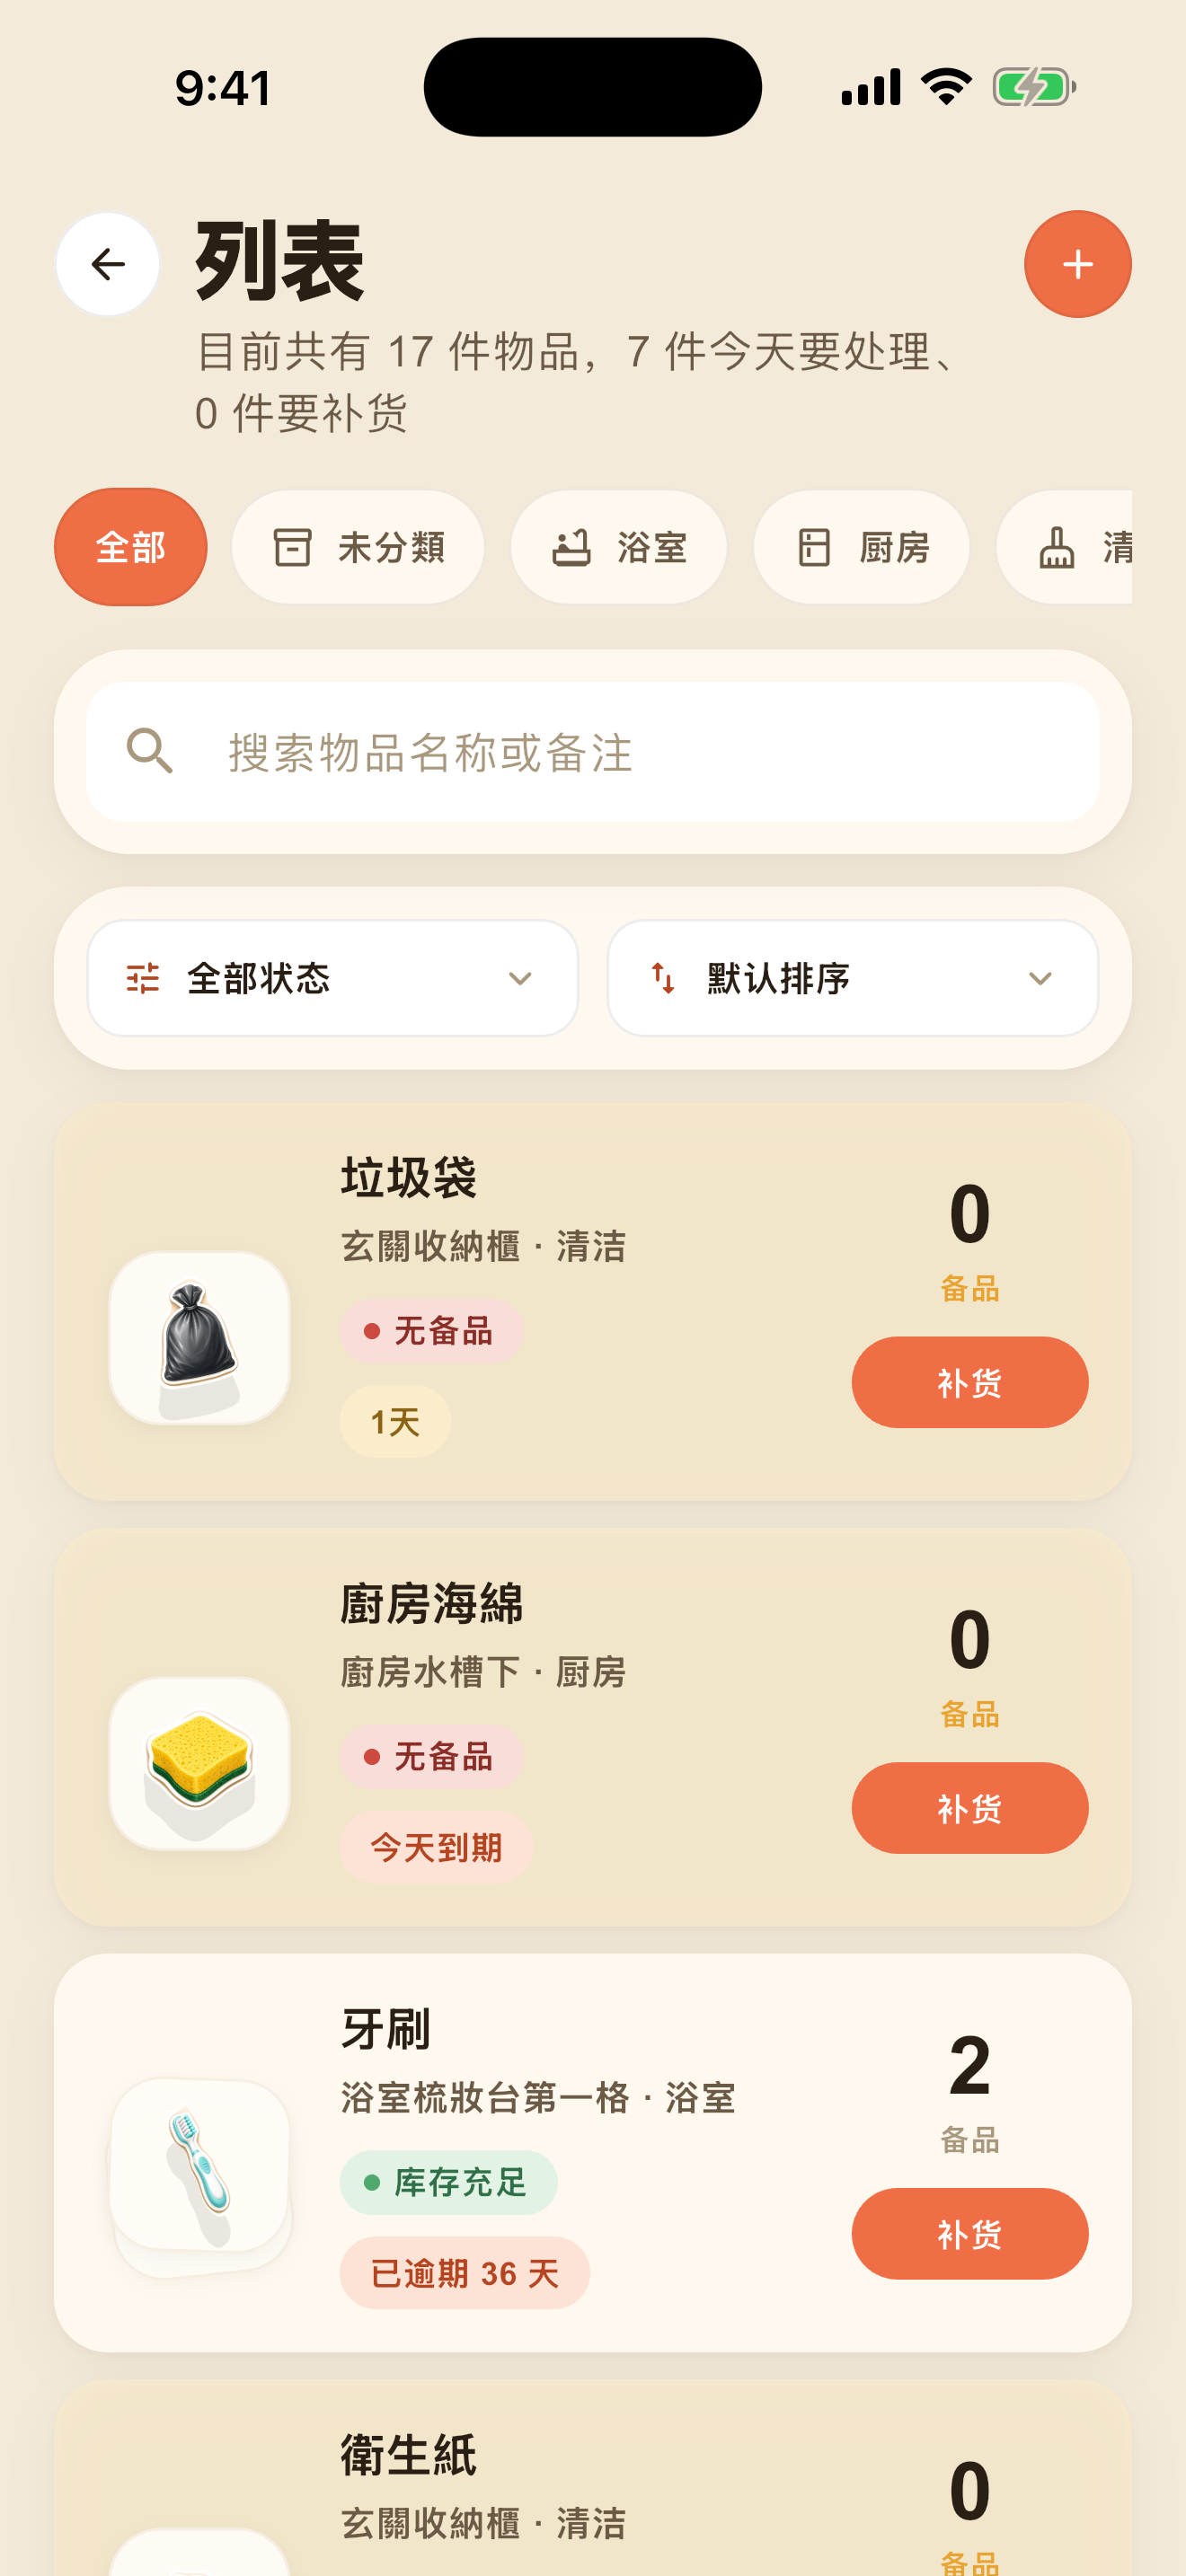 9:41
列表
目前共有 17 件物品，7 件今天要处理、
0 件要补货
全部
未分類
浴室
厨房
清
搜索物品名称或备注
全部状态
默认排序
垃圾袋
玄關收納櫃 · 清洁
无备品
1天
0
备品
补货
廚房海綿
廚房水槽下 · 厨房
无备品
今天到期
0
备品
补货
牙刷
浴室梳妝台第一格 · 浴室
库存充足
已逾期 36 天
2
备品
补货
衛生紙
玄關收納櫃 · 清洁
0
备品